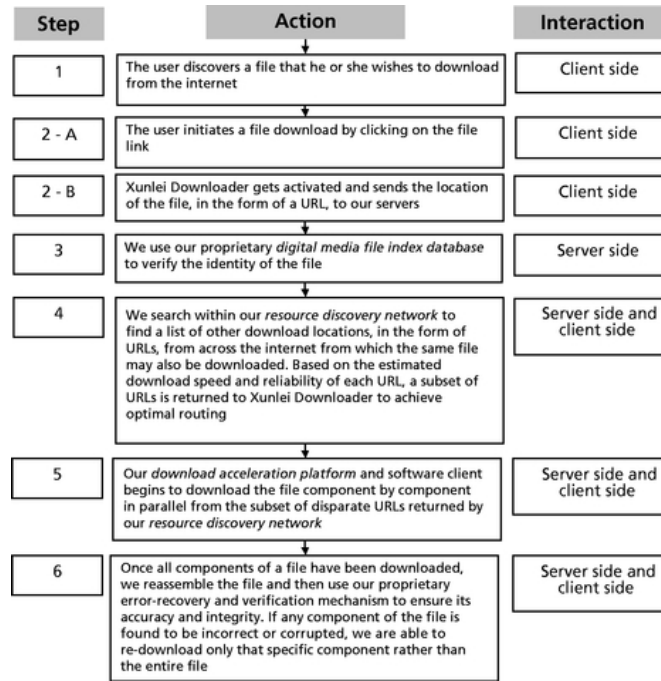 Step
Action
Interaction
1
The user discovers a file that he or she wishes to download
from the internet
Client side
2 - A
The user initiates a file download by clicking on the file
link
Client side
2 - B
Xunlei Downloader gets activated and sends the location
of the file, in the form of a URL, to our servers
Client side
3
We use our proprietary digital media file index database
to verify the identity of the file
Server side
4
We search within our resource discovery network to
find a list of other download locations, in the form of
URLs, from across the internet from which the same file
may also be downloaded. Based on the estimated
download speed and reliability of each URL, a subset of
URLs is returned to Xunlei Downloader to achieve
optimal routing
Server side and
client side
5
Our download acceleration platform and software client
begins to download the file component by component
in parallel from the subset of disparate URLs returned by
our resource discovery network
Server side and
client side
6
Once all components of a file have been downloaded,
we reassemble the file and then use our proprietary
error-recovery and verification mechanism to ensure its
accuracy and integrity. If any component of the file is
found to be incorrect or corrupted, we are able to
re-download only that specific component rather than
the entire file
Server side and
client side